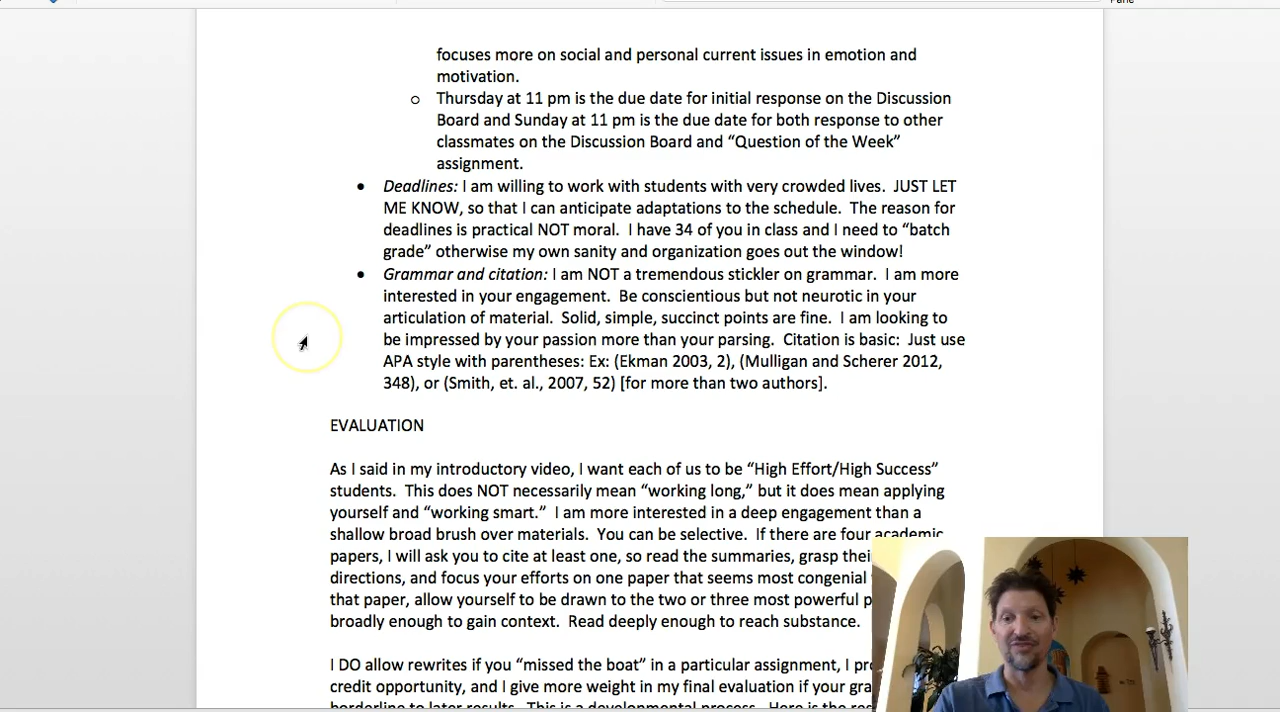 focuses more on social and personal current issues in emotion and
motivation.
o Thursday at 11 pm is the due date for initial response on the Discussion
Board and Sunday at 11 pm is the due date for both response to other
classmates on the Discussion Board and “Question of the Week”
assignment.
• Deadlines: I am willing to work with students with very crowded lives.  JUST LET
ME KNOW, so that I can anticipate adaptations to the schedule.  The reason for
deadlines is practical NOT moral.  I have 34 of you in class and I need to “batch
grade” otherwise my own sanity and organization goes out the window!
• Grammar and citation: I am NOT a tremendous stickler on grammar.  I am more
interested in your engagement.  Be conscientious but not neurotic in your
articulation of material.  Solid, simple, succinct points are fine.  I am looking to
be impressed by your passion more than your parsing.  Citation is basic:  Just use
APA style with parentheses: Ex: (Ekman 2003, 2), (Mulligan and Scherer 2012,
348), or (Smith, et. al., 2007, 52) [for more than two authors].
EVALUATION
As I said in my introductory video, I want each of us to be “High Effort/High Success”
students.  This does NOT necessarily mean “working long,” but it does mean applying
yourself and “working smart.”  I am more interested in a deep engagement than a
shallow broad brush over materials.  You can be selective.  If there are four academic
papers, I will ask you to cite at least one, so read the summaries, grasp
directions, and focus your efforts on one paper that seems most congenial
that paper, allow yourself to be drawn to the two or three most powerful
broadly enough to gain context.  Read deeply enough to reach substance.
I DO allow rewrites if you “missed the boat” in a particular assignment, I
credit opportunity, and I give more weight in my final evaluation if your
borderline to later results.  This is a developmental process.  Here is the